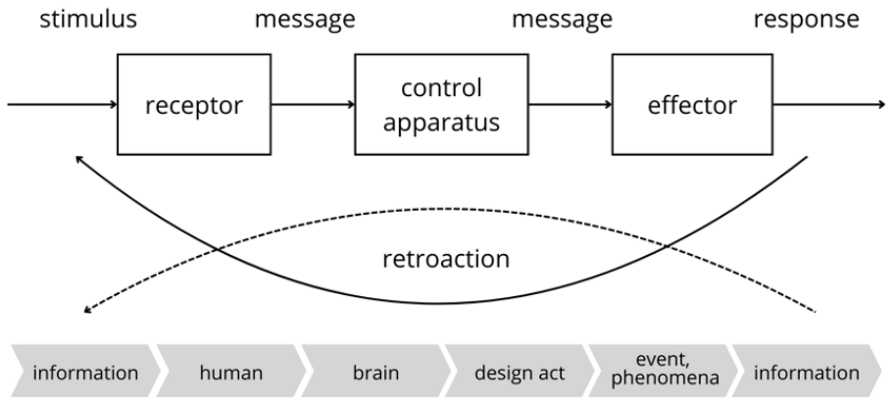 stimulus message message response
receptor control apparatus effector
retroaction
information human brain design act event, phenomena information